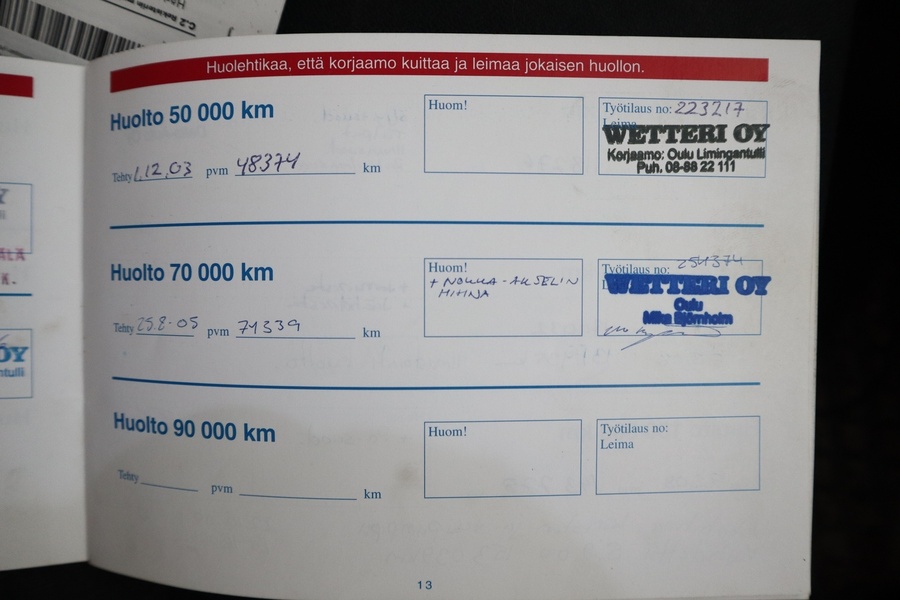 Huolehtikaa, että korjaamo kuittaa ja leimaa jokaisen huollon.
Huolto 50 000 km
Tehty 1.12.03 pvm 48374 km
Huom!
Työtilaus no: 223217
Leima
WETTERI OY
Korjaamo: Oulu Limingantulli
Puh. 08-88 22 111
Huolto 70 000 km
Tehty 25.8.05 pvm 71339 km
Huom!
+ NOKKA-AKSELIN
HIHNA
Työtilaus no: 254374
WETTERI OY
Oulu
Mika Björnholm
Huolto 90 000 km
Tehty pvm km
Huom!
Työtilaus no:
Leima
13